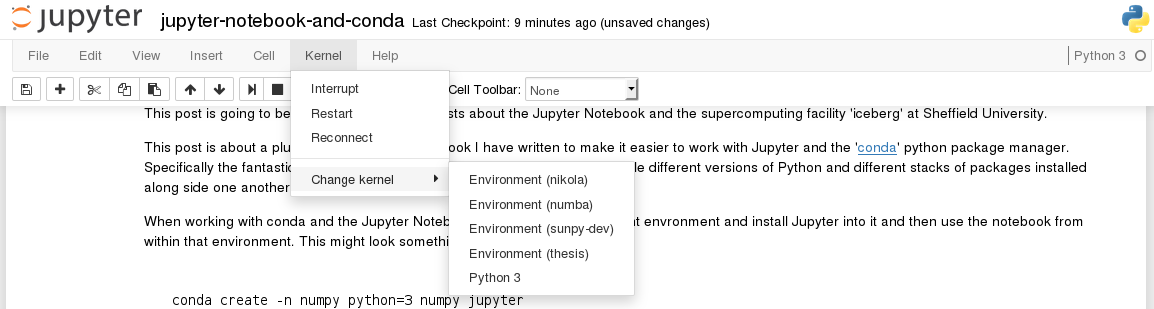 jupyter jupyter-notebook-and-conda Last Checkpoint: 9 minutes ago (unsaved changes)
File Edit View Insert Cell Kernel Help Python 3
Cell Toolbar: None
Interrupt
Restart
Reconnect
Change kernel
Environment (nikola)
Environment (numba)
Environment (sunpy-dev)
Environment (thesis)
Python 3
This post is going to be sts about the Jupyter Notebook and the supercomputing facility 'iceberg' at Sheffield University.
This post is about a plu ook I have written to make it easier to work with Jupyter and the 'conda' python package manager.
Specifically the fantastic le different versions of Python and different stacks of packages installed
along side one another
When working with conda and the Jupyter Noteb nt envronment and install Jupyter into it and then use the notebook from
within that environment. This might look somethi
conda create -n numpy python=3 numpy jupyter